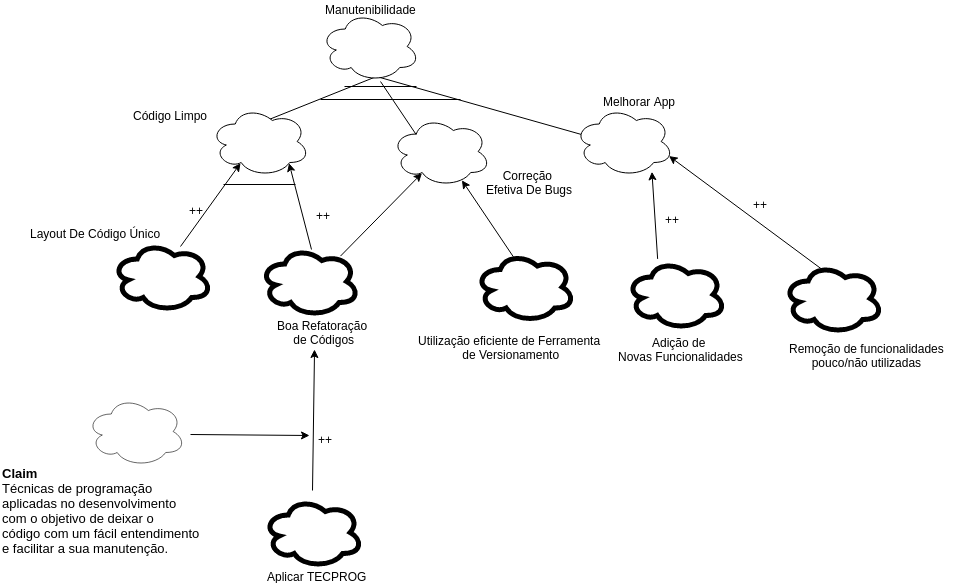 Manutenibilidade
Código Limpo
Melhorar App
Correção
Efetiva De Bugs
++
++
++
++
Layout De Código Único
Boa Refatoração
de Códigos
Utilização eficiente de Ferramenta
de Versionamento
Adição de
Novas Funcionalidades
Remoção de funcionalidades
pouco/não utilizadas
++
Claim
Técnicas de programação
aplicadas no desenvolvimento
com o objetivo de deixar o
código com um fácil entendimento
e facilitar a sua manutenção.
Aplicar TECPROG